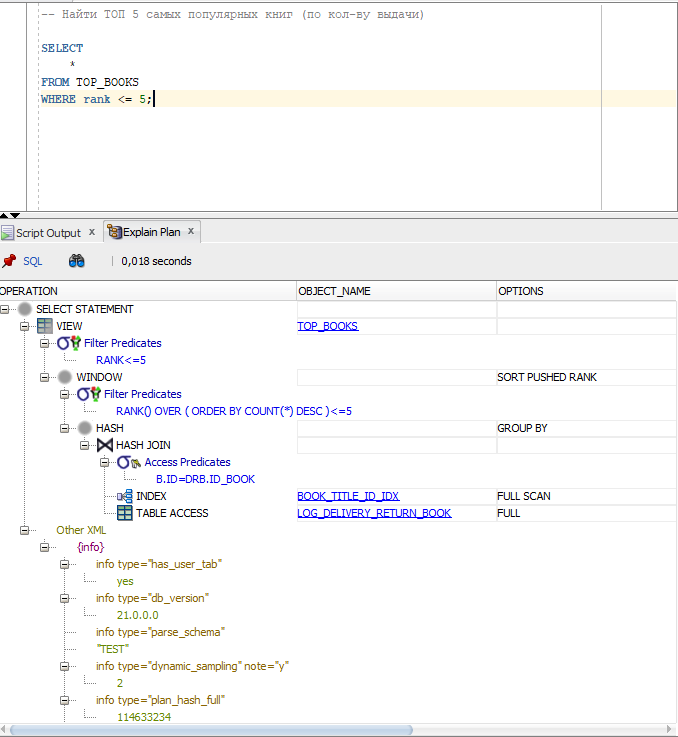 -- Найти ТОП 5 самых популярных книг (по кол-ву выдачи)
SELECT
*
FROM TOP_BOOKS
WHERE rank <= 5;
Script Output x Explain Plan x
SQL 0,018 seconds
OPERATION OBJECT_NAME OPTIONS
SELECT STATEMENT
VIEW TOP_BOOKS
Filter Predicates
RANK<=5
WINDOW SORT PUSHED RANK
Filter Predicates
RANK() OVER ( ORDER BY COUNT(*) DESC )<=5
HASH GROUP BY
HASH JOIN
Access Predicates
B.ID=DRB.ID_BOOK
INDEX BOOK_TITLE_ID_IDX FULL SCAN
TABLE ACCESS LOG_DELIVERY_RETURN_BOOK FULL
Other XML
{info}
info type="has_user_tab"
yes
info type="db_version"
21.0.0.0
info type="parse_schema"
"TEST"
info type="dynamic_sampling" note="y"
2
info type="plan_hash_full"
114633234